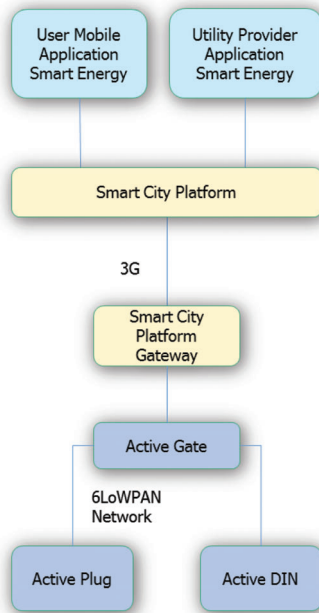 User Mobile
Application
Smart Energy
Utility Provider
Application
Smart Energy
Smart City Platform
3G
Smart City
Platform
Gateway
Active Gate
6LoWPAN
Network
Active Plug
Active DIN